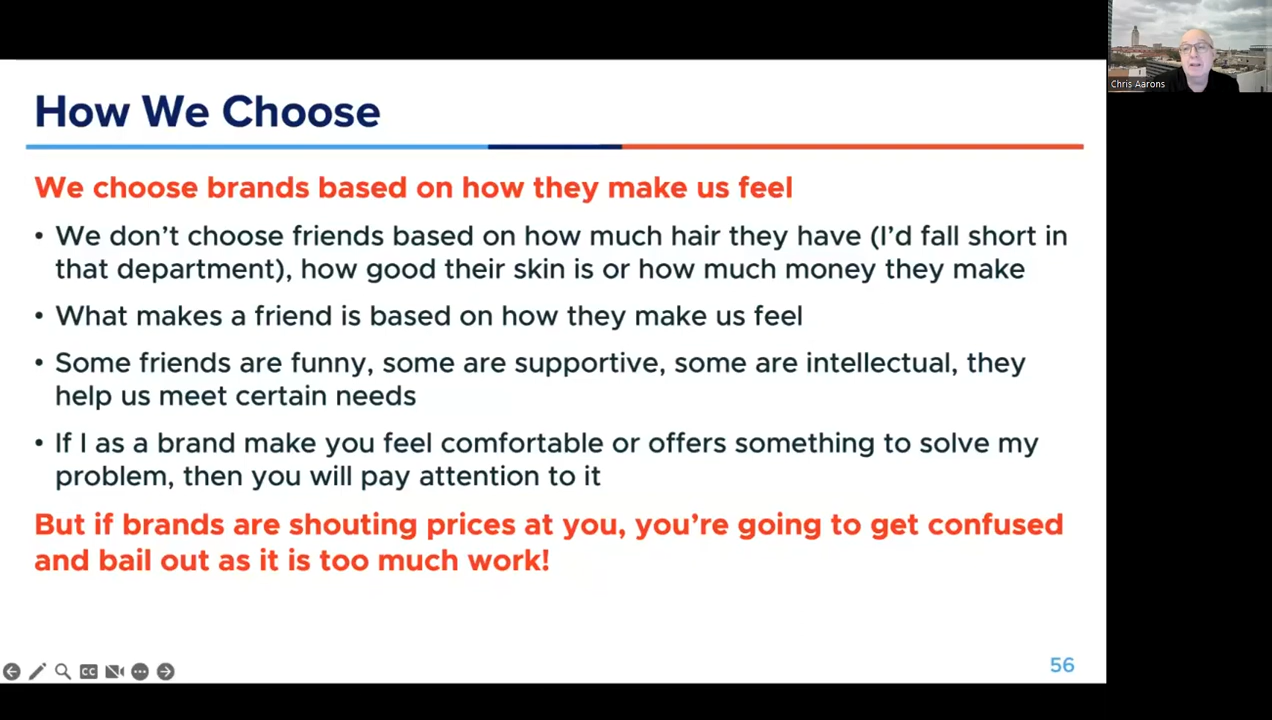 Chris Aarons
How We Choose
We choose brands based on how they make us feel
• We don’t choose friends based on how much hair they have (I’d fall short in
that department), how good their skin is or how much money they make
• What makes a friend is based on how they make us feel
• Some friends are funny, some are supportive, some are intellectual, they
help us meet certain needs
• If I as a brand make you feel comfortable or offers something to solve my
problem, then you will pay attention to it
But if brands are shouting prices at you, you’re going to get confused
and bail out as it is too much work!
CC
56